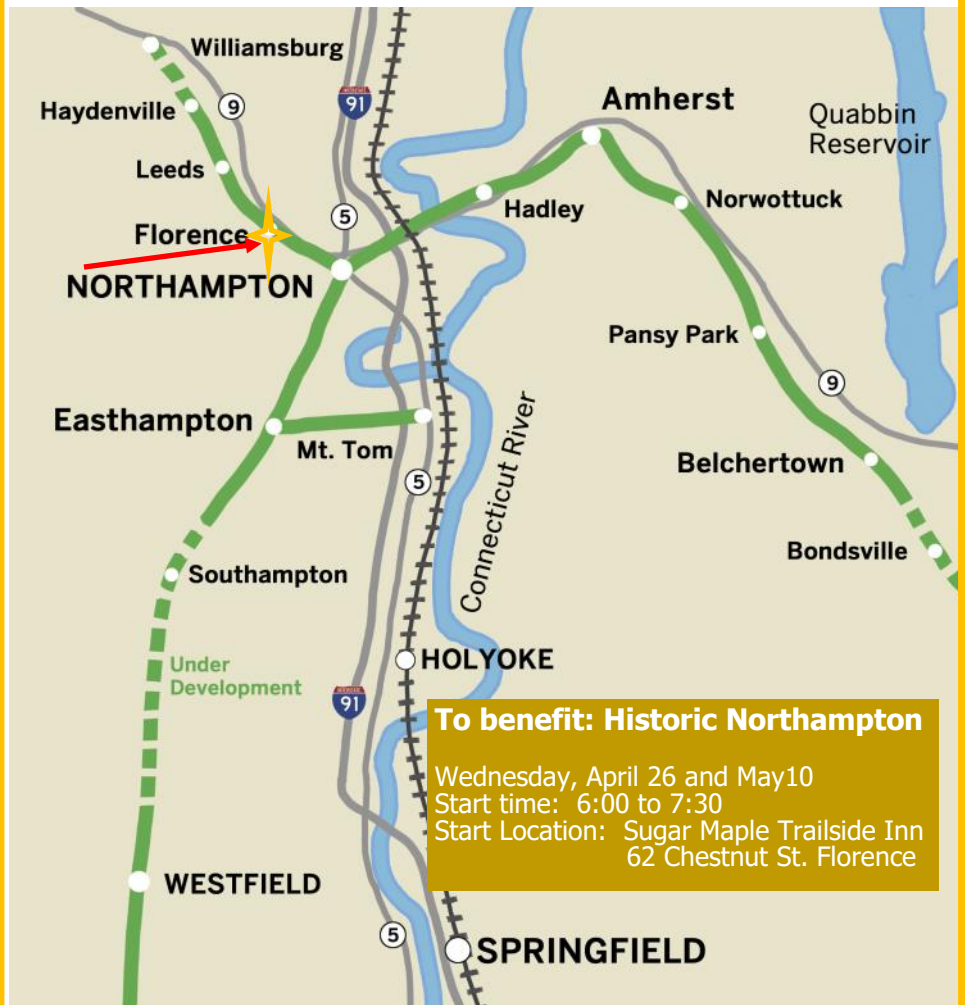 Williamsburg
91
Amherst
Haydenville
9
Quabbin
Reservoir
Leeds
Norwottuck
5
Hadley
Florence
NORTHAMPTON
Pansy Park
9
Easthampton
Mt. Tom
Belchertown
5
Connecticut River
Bondsville
Southampton
HOLYOKE
Under
Development
91
To benefit: Historic Northampton
Wednesday, April 26 and May10
Start time: 6:00 to 7:30
Start Location: Sugar Maple Trailside Inn
62 Chestnut St. Florence
WESTFIELD
5
SPRINGFIELD